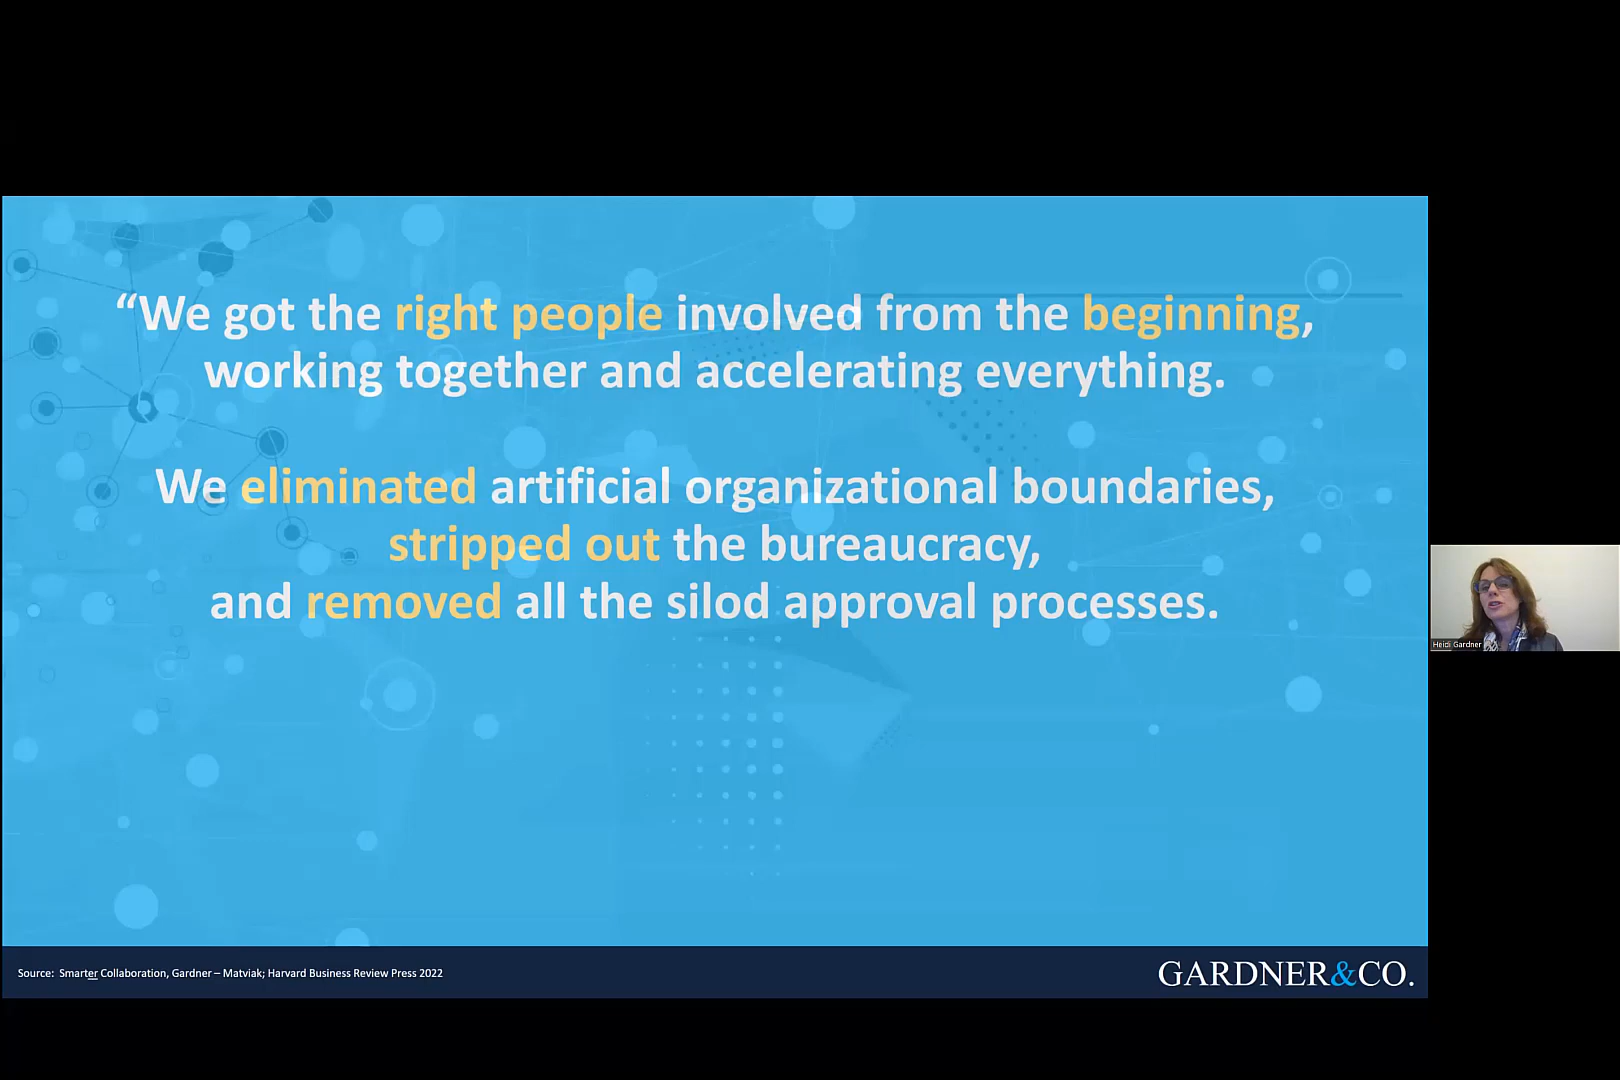 “We got the right people involved from the beginning,
working together and accelerating everything.
We eliminated artificial organizational boundaries,
stripped out the bureaucracy,
and removed all the silod approval processes.
Heidi Gardner
Source: Smarter Collaboration, Gardner – Matviak; Harvard Business Review Press 2022
GARDNER&CO.